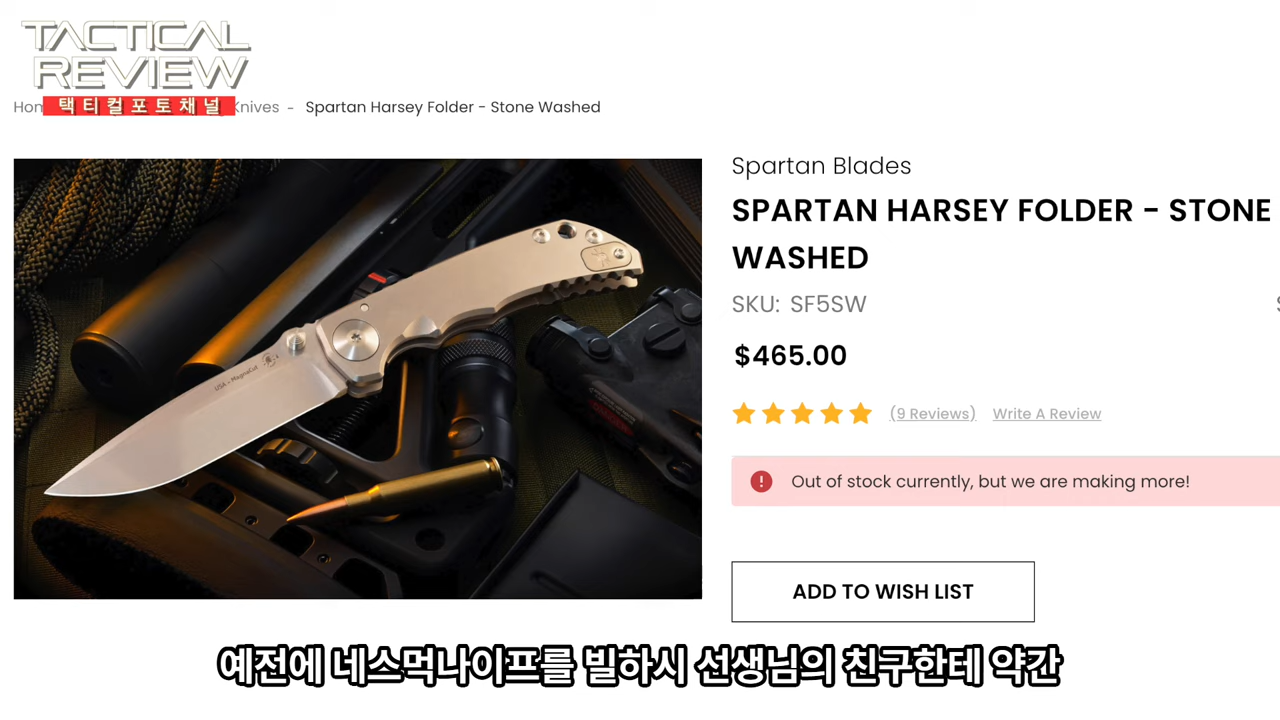 TACTICAL
REVIEW
택티컬포토채널
Knives - Spartan Harsey Folder - Stone Washed
Spartan Blades
SPARTAN HARSEY FOLDER - STONE
WASHED
SKU: SF5SW
$465.00
(9 Reviews) Write A Review
! Out of stock currently, but we are making more!
ADD TO WISH LIST
USA - MagnaCut
예전에 네스먹나이프를 빌하시 선생님의 친구한테 약간